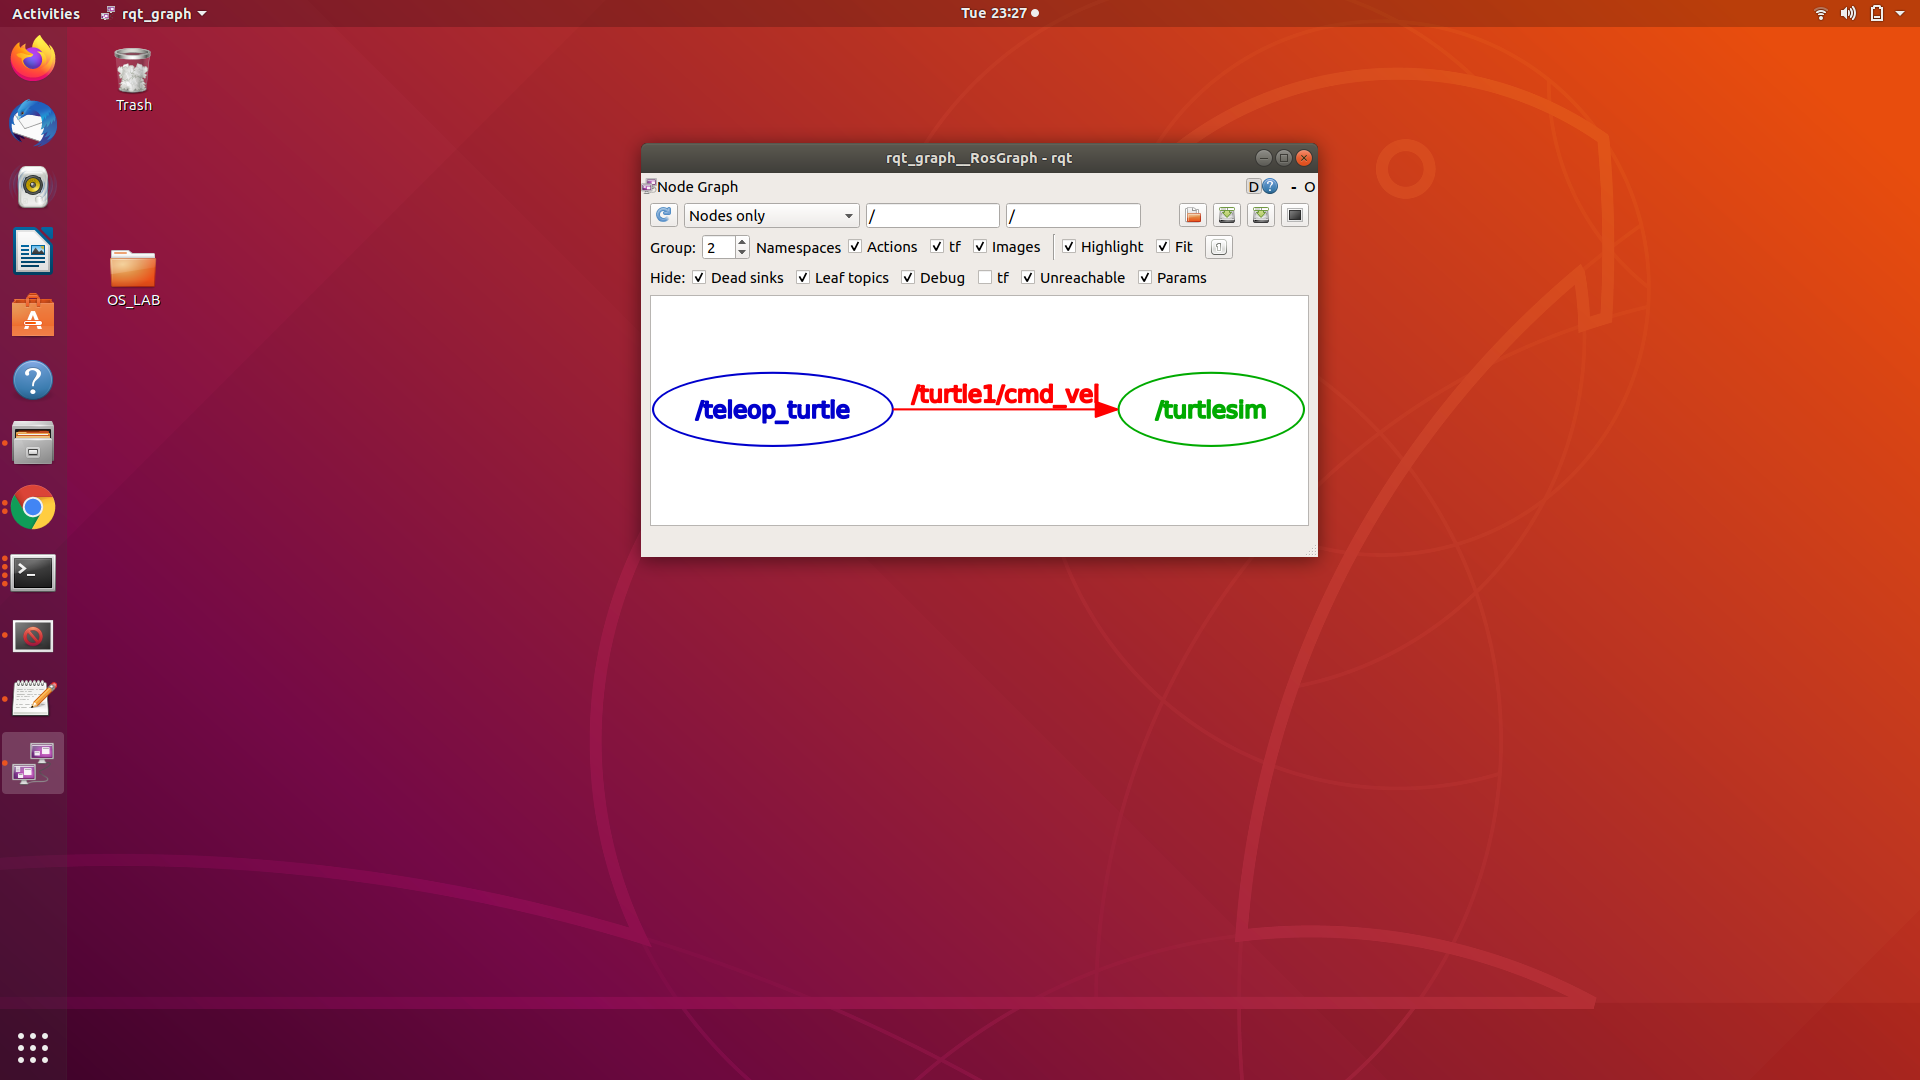 Activities rqt_graph Tue 23:27
Trash
OS_LAB
rqt_graph__RosGraph - rqt
Node Graph D ? - O
Nodes only / /
Group: 2 Namespaces Actions tf Images Highlight Fit
Hide: Dead sinks Leaf topics Debug tf Unreachable Params
/teleop_turtle /turtle1/cmd_vel /turtlesim